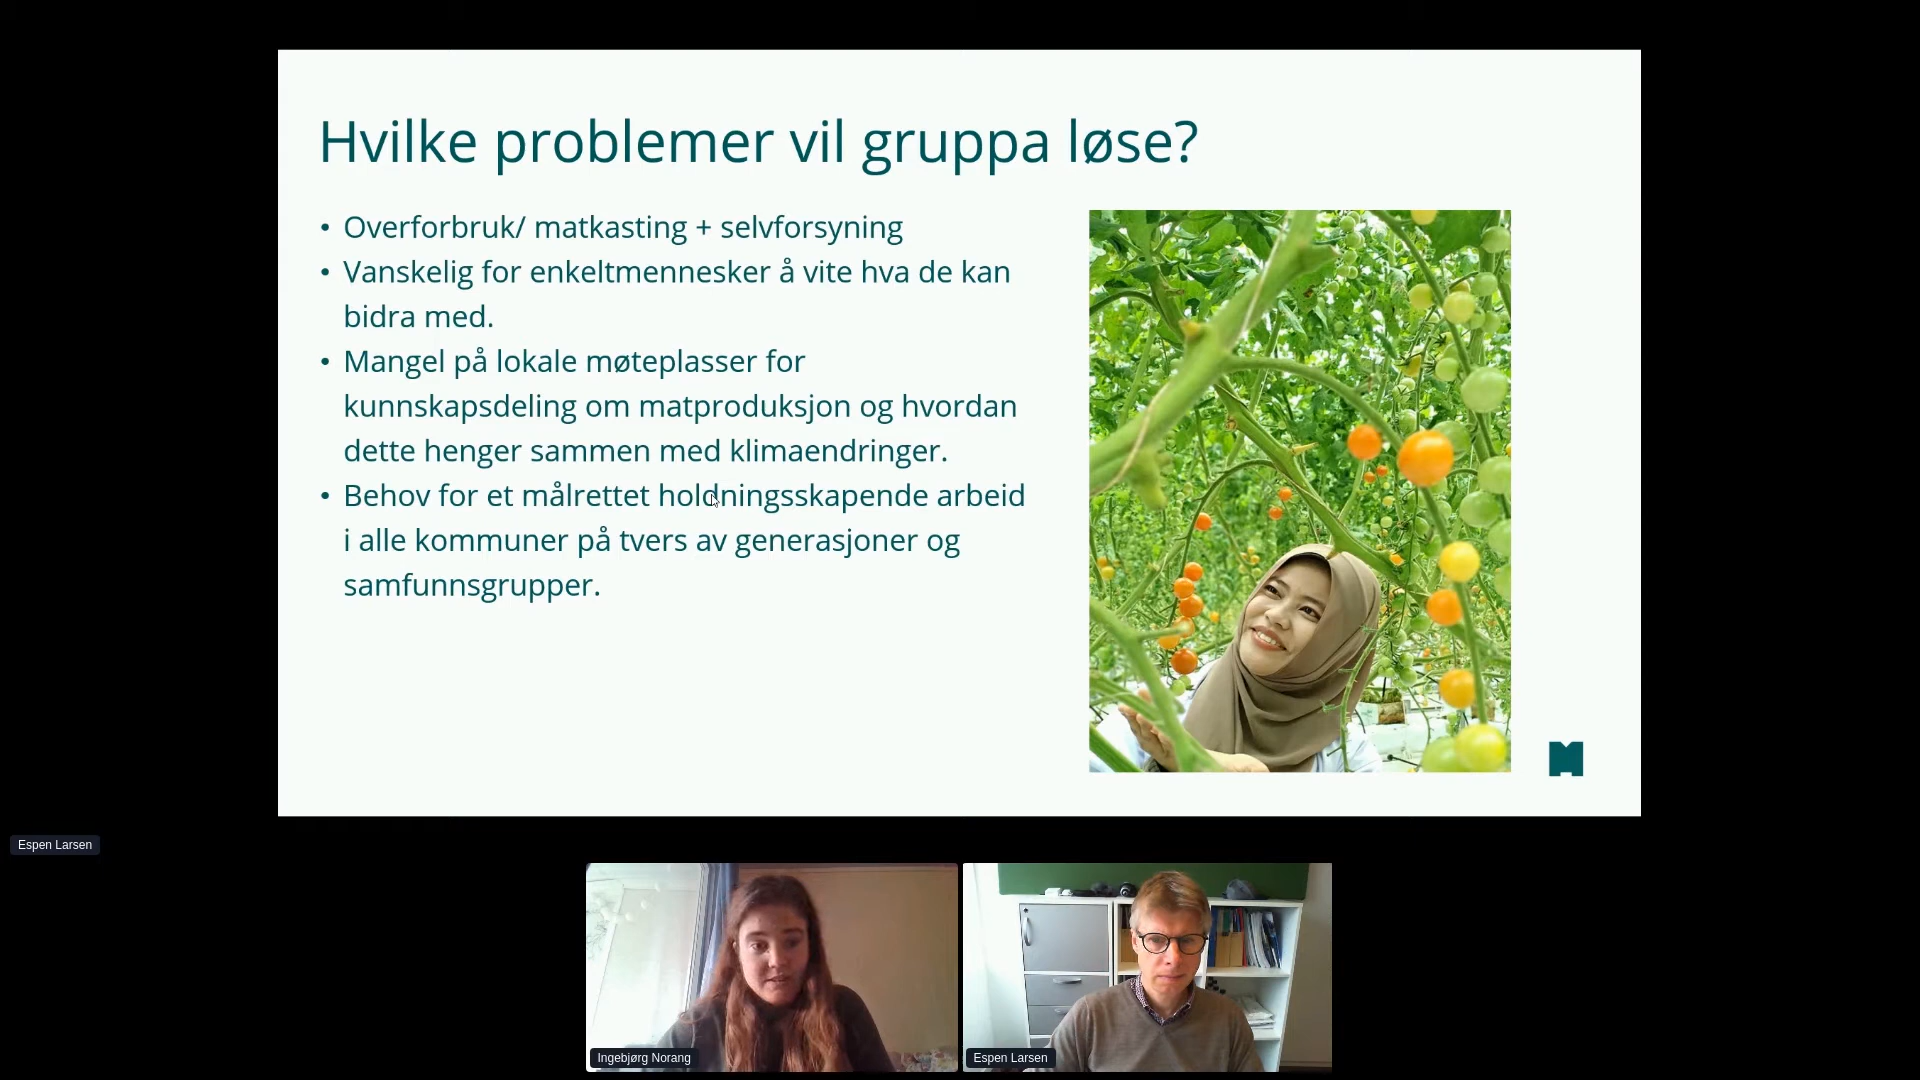 Hvilke problemer vil gruppa løse?
• Overforbruk/ matkasting + selvforsyning
• Vanskelig for enkeltmennesker å vite hva de kan
bidra med.
• Mangel på lokale møteplasser for
kunnskapsdeling om matproduksjon og hvordan
dette henger sammen med klimaendringer.
• Behov for et målrettet holdningsskapende arbeid
i alle kommuner på tvers av generasjoner og
samfunnsgrupper.
Espen Larsen
Ingebjørg Norang
Espen Larsen